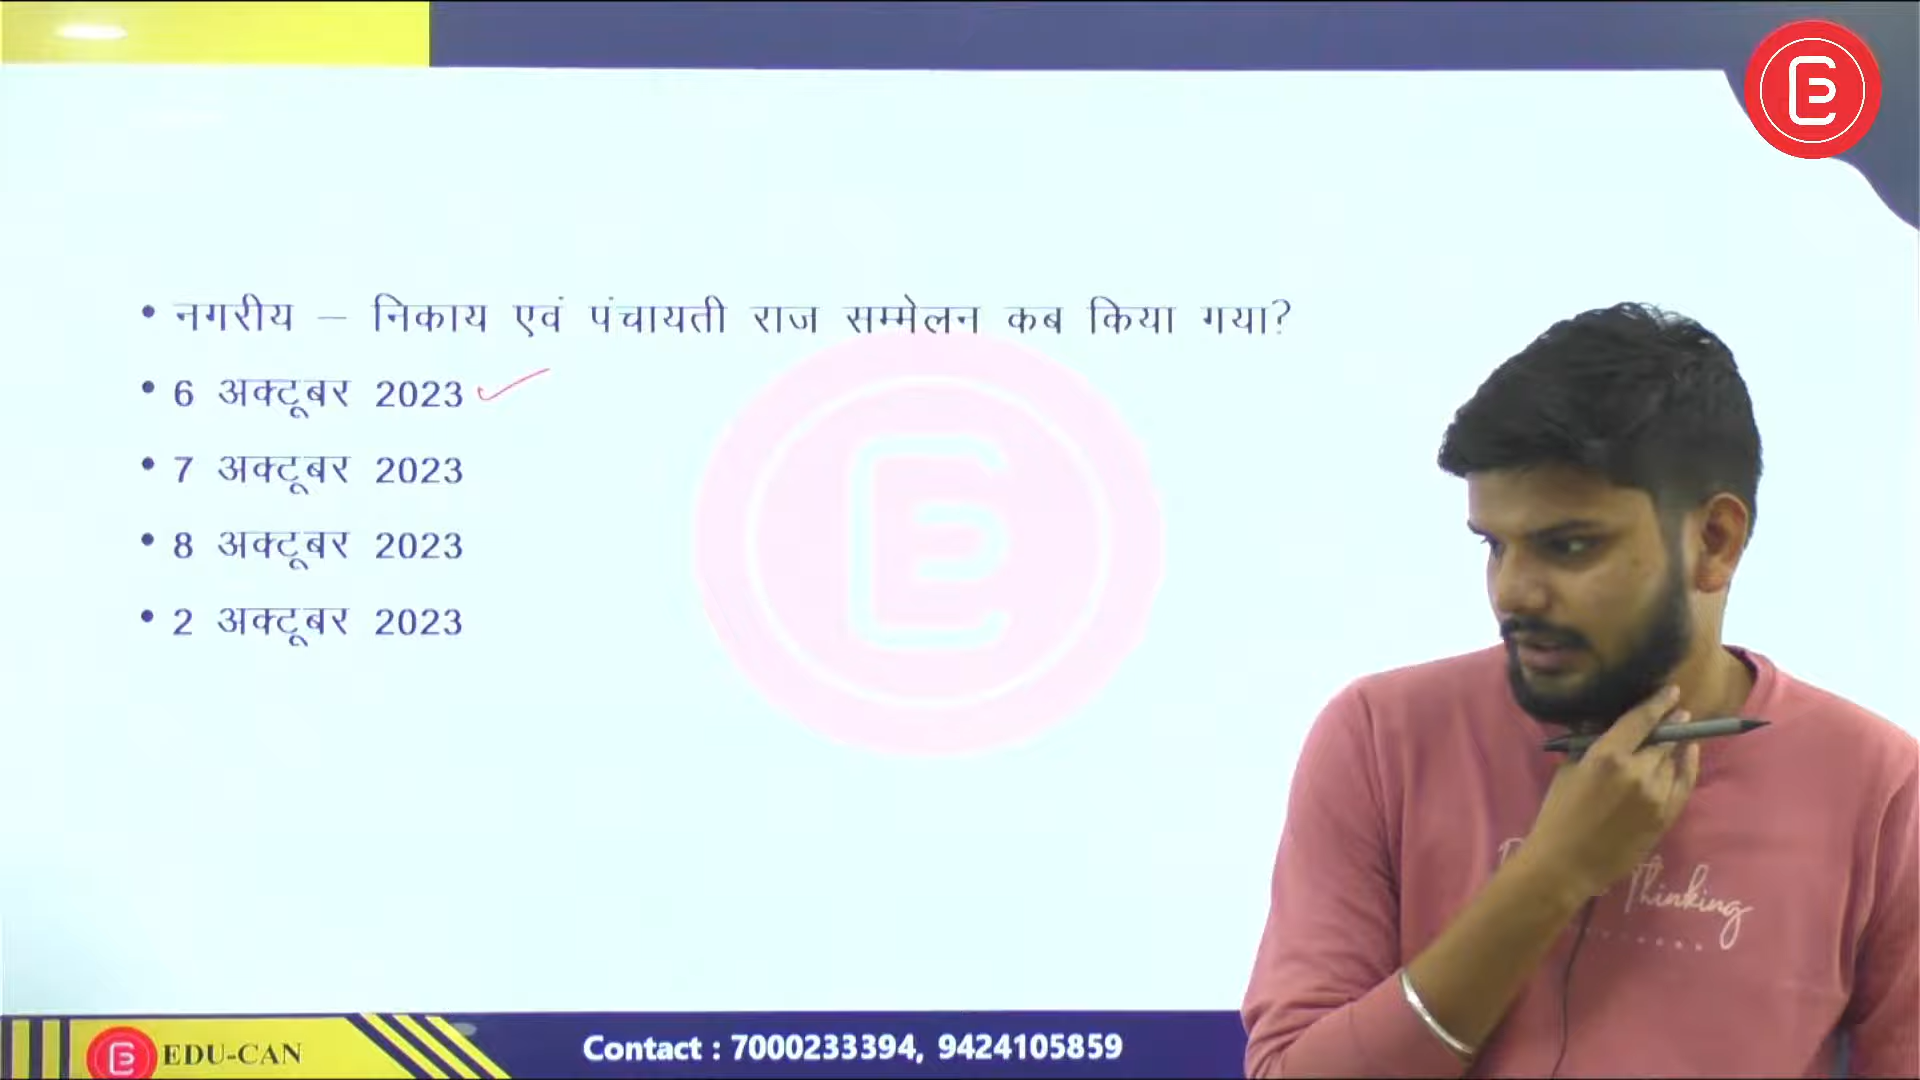 • नगरीय – निकाय एवं पंचायती राज सम्मेलन कब किया गया?
• 6 अक्टूबर 2023
• 7 अक्टूबर 2023
• 8 अक्टूबर 2023
• 2 अक्टूबर 2023
Thinking
EDU-CAN
Contact : 7000233394, 9424105859